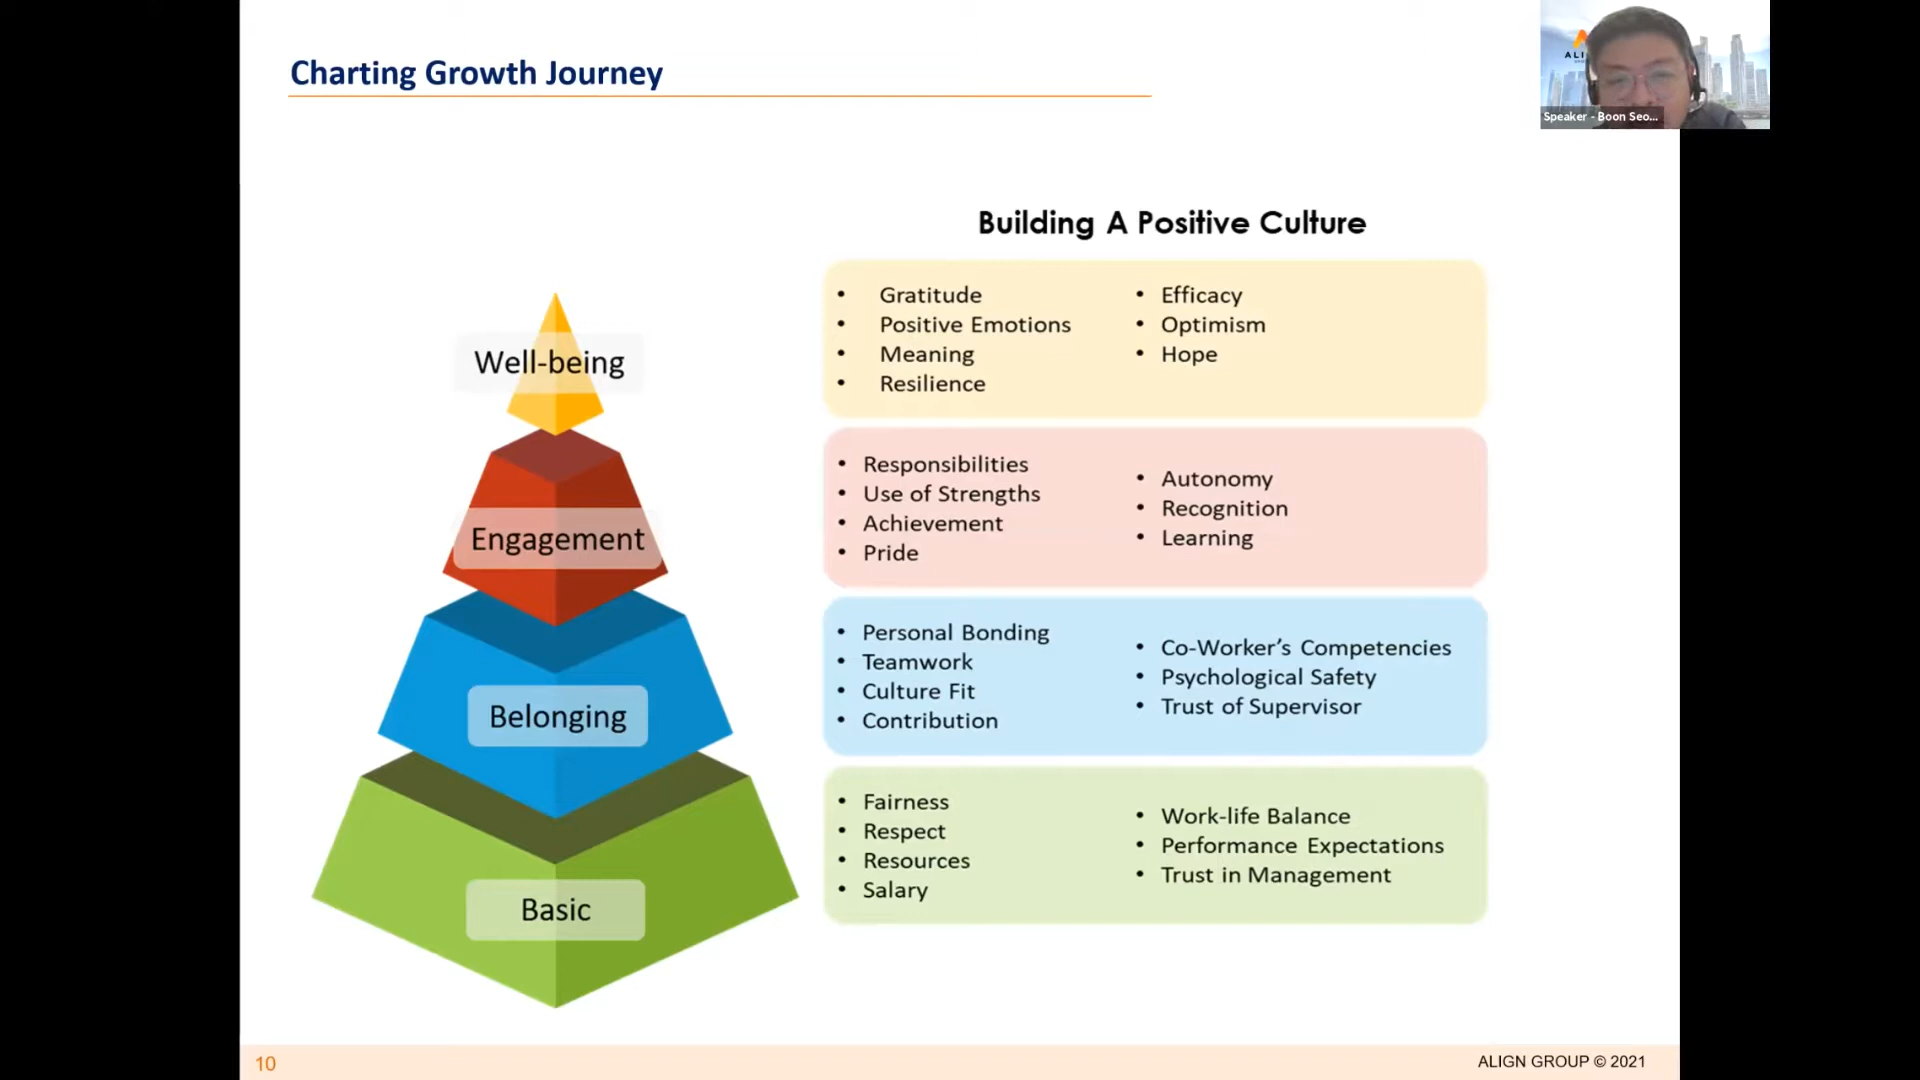 Charting Growth Journey
ALI
Speaker - Boon Seo...
Building A Positive Culture
Well-being
• Gratitude
• Positive Emotions
• Meaning
• Resilience
• Efficacy
• Optimism
• Hope
Engagement
• Responsibilities
• Use of Strengths
• Achievement
• Pride
• Autonomy
• Recognition
• Learning
Belonging
• Personal Bonding
• Teamwork
• Culture Fit
• Contribution
• Co-Worker’s Competencies
• Psychological Safety
• Trust of Supervisor
Basic
• Fairness
• Respect
• Resources
• Salary
• Work-life Balance
• Performance Expectations
• Trust in Management
10
ALIGN GROUP © 2021